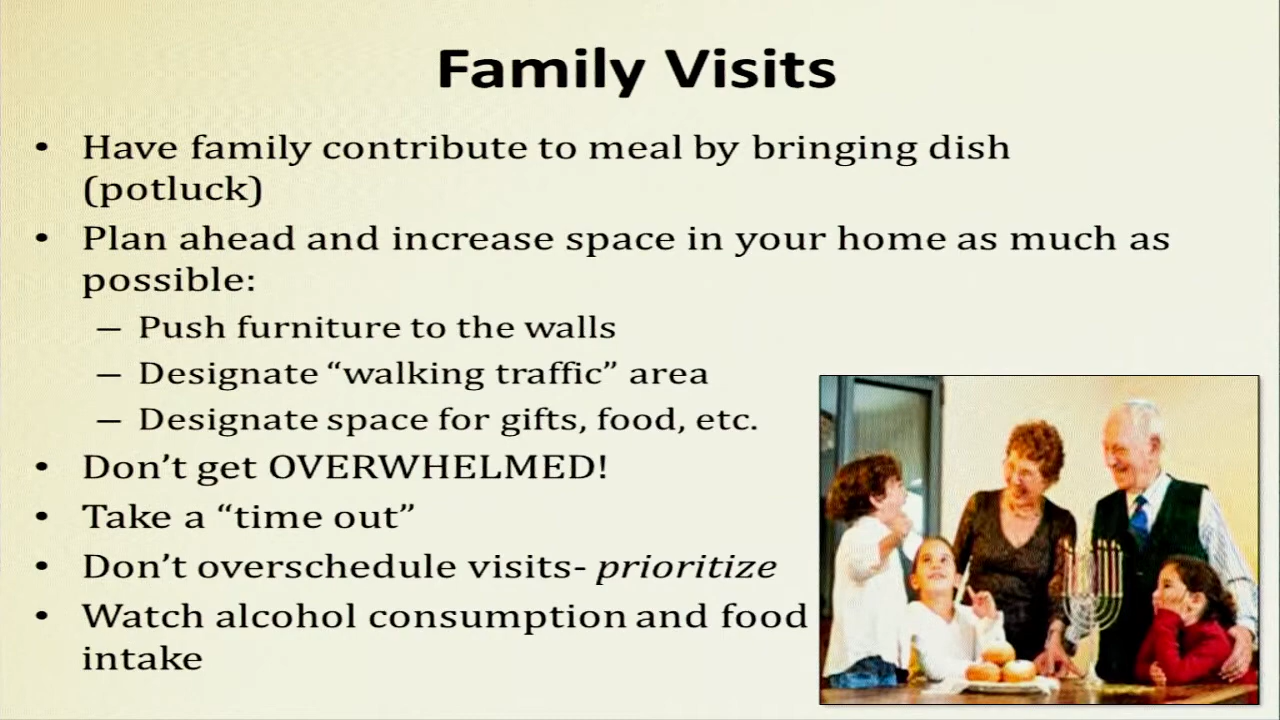 Family Visits
• Have family contribute to meal by bringing dish
(potluck)
• Plan ahead and increase space in your home as much as
possible:
– Push furniture to the walls
– Designate “walking traffic” area
– Designate space for gifts, food, etc.
• Don’t get OVERWHELMED!
• Take a “time out”
• Don’t overschedule visits- prioritize
• Watch alcohol consumption and food
intake